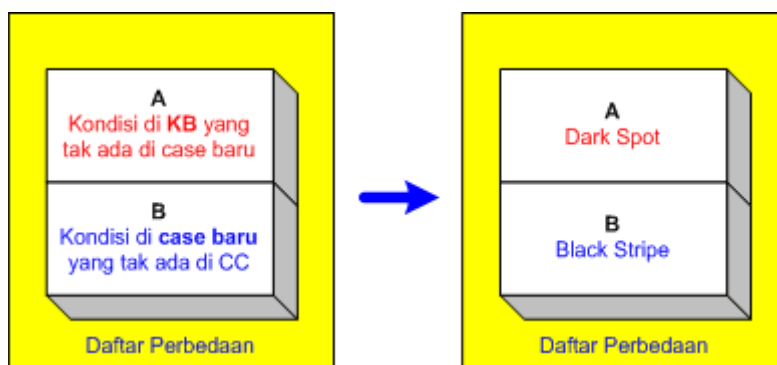 A
Kondisi di KB yang
tak ada di case baru
B
Kondisi di case baru
yang tak ada di CC
Daftar Perbedaan
A
Dark Spot
B
Black Stripe
Daftar Perbedaan